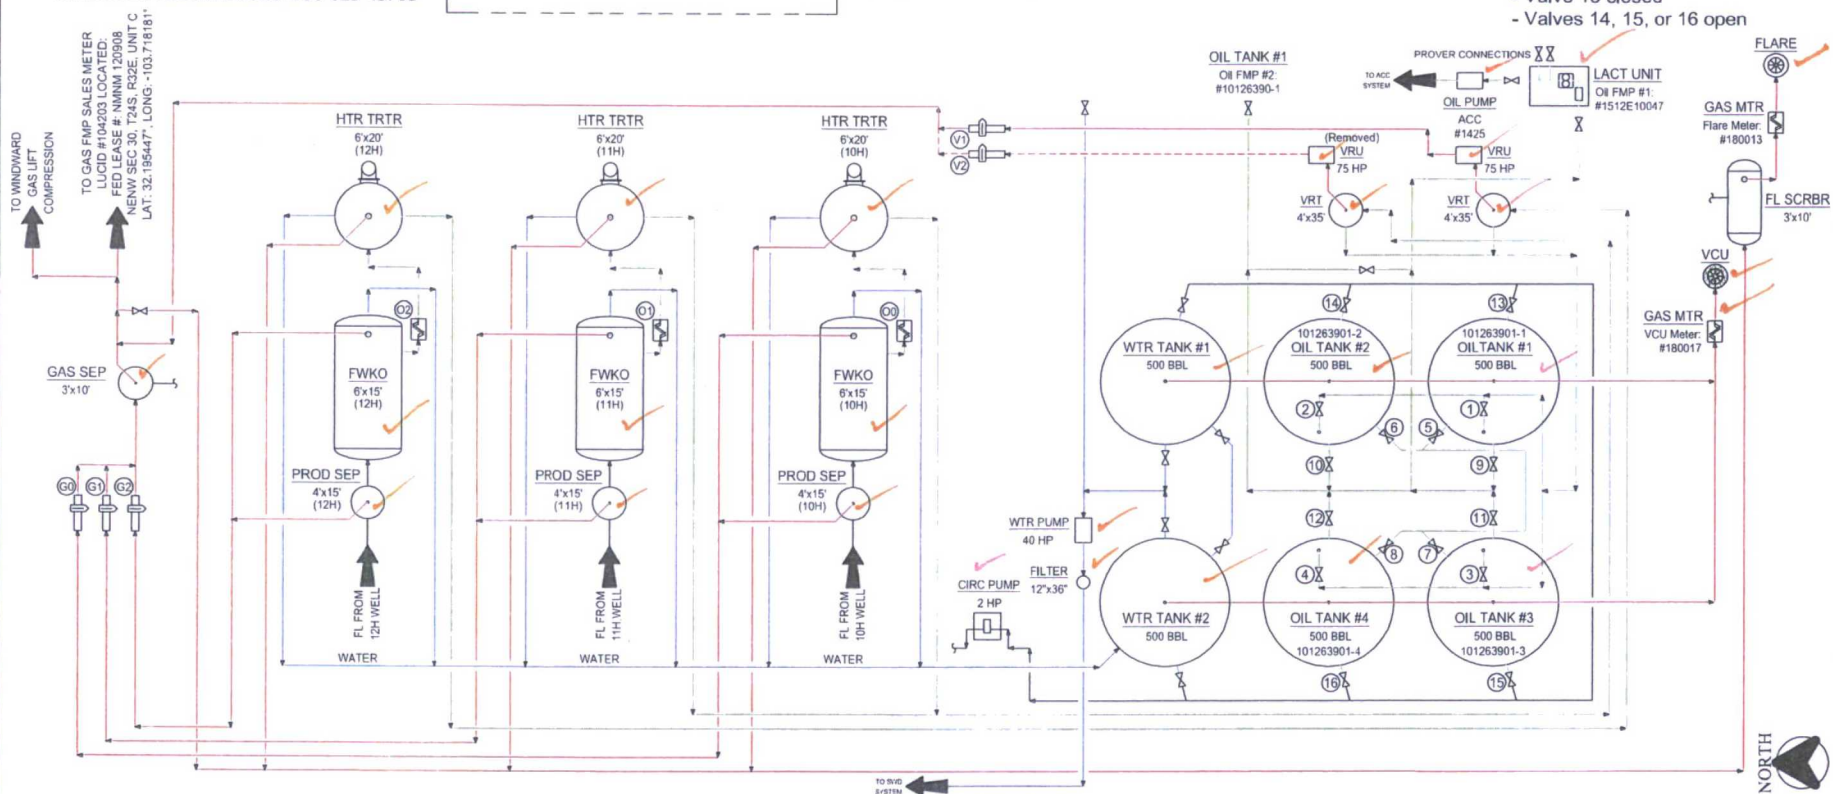 - Valves 14, 15, or 16 open
TO WINDWARD
GAS LIFT
COMPRESSION
TO GAS FMP SALES METER
LUCID #104203 LOCATED:
FED LEASE #: NMNM 120908
NENW SEC 30, T24S, R32E, UNIT C
LAT: 32.195447°, LONG: -103.718181°
HTR TRTR
6'x20'
(12H)
HTR TRTR
6'x20'
(11H)
HTR TRTR
6'x20'
(10H)
V1
V2
OIL TANK #1
Oil FMP #2:
#10126390-1
PROVER CONNECTIONS
TO ACC
SYSTEM
OIL PUMP
ACC
#1425
LACT UNIT
Oil FMP #1:
#1512E10047
FLARE
GAS MTR
Flare Meter:
#180013
(Removed)
VRU
75 HP
VRU
75 HP
VRT
4'x35'
VRT
4'x35'
FL SCRBR
3'x10'
VCU
GAS MTR
VCU Meter:
#180017
GAS SEP
3'x10'
G0
G1
G2
O2
O1
O0
FWKO
6'x15'
(12H)
FWKO
6'x15'
(11H)
FWKO
6'x15'
(10H)
PROD SEP
4'x15'
(12H)
PROD SEP
4'x15'
(11H)
PROD SEP
4'x15'
(10H)
FL FROM
12H WELL
FL FROM
11H WELL
FL FROM
10H WELL
WATER
WATER
WATER
14
13
WTR TANK #1
500 BBL
101263901-2
OIL TANK #2
500 BBL
101263901-1
OIL TANK #1
500 BBL
2
1
6
5
10
9
12
11
8
7
4
3
WTR PUMP
40 HP
FILTER
12"x36"
CIRC PUMP
2 HP
WTR TANK #2
500 BBL
OIL TANK #4
500 BBL
101263901-4
OIL TANK #3
500 BBL
101263901-3
16
15
TO SWD
SYSTEM
NORTH